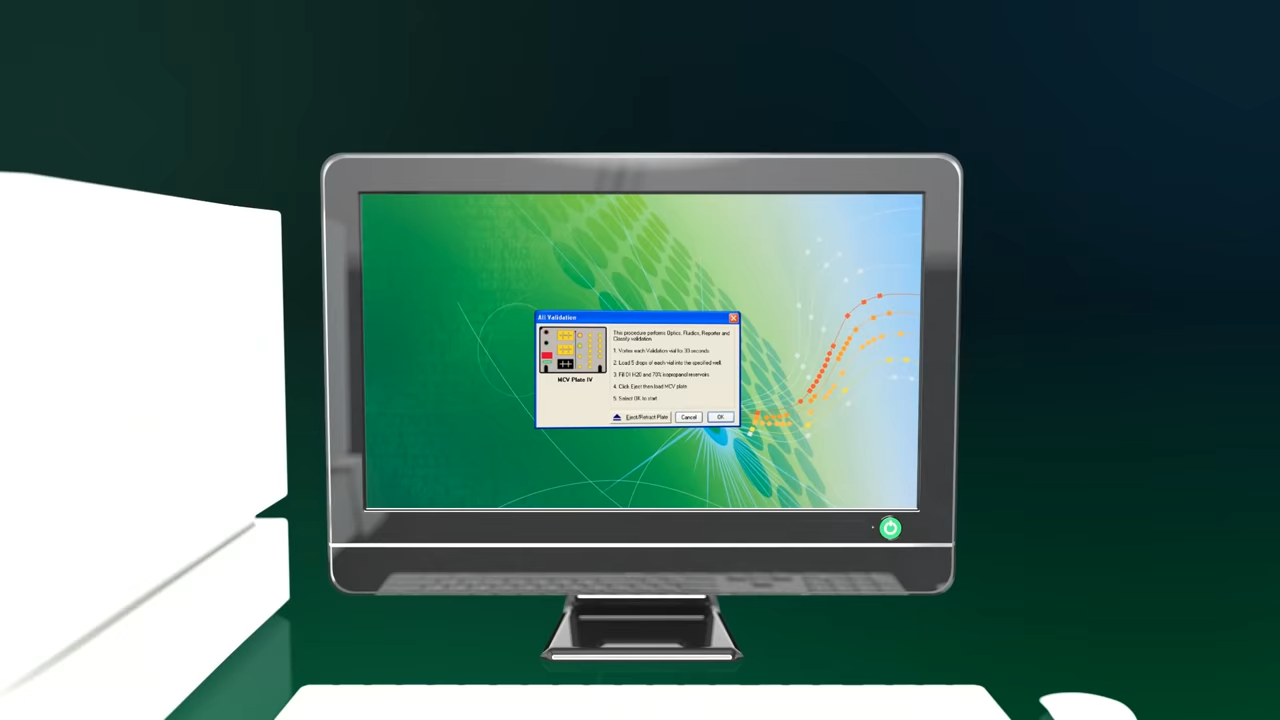 All Validation
This procedure performs Optics, Fluidics, Reporter and
Classify validation.
1. Vortex each Validation vial for 30 seconds.
2. Load 5 drops of each vial into the specified well.
3. Fill DI H20 and 70% isopropanol reservoirs.
4. Click Eject then load MCV plate.
5. Select OK to start.
MCV Plate IV
Eject/Retract Plate
Cancel
OK